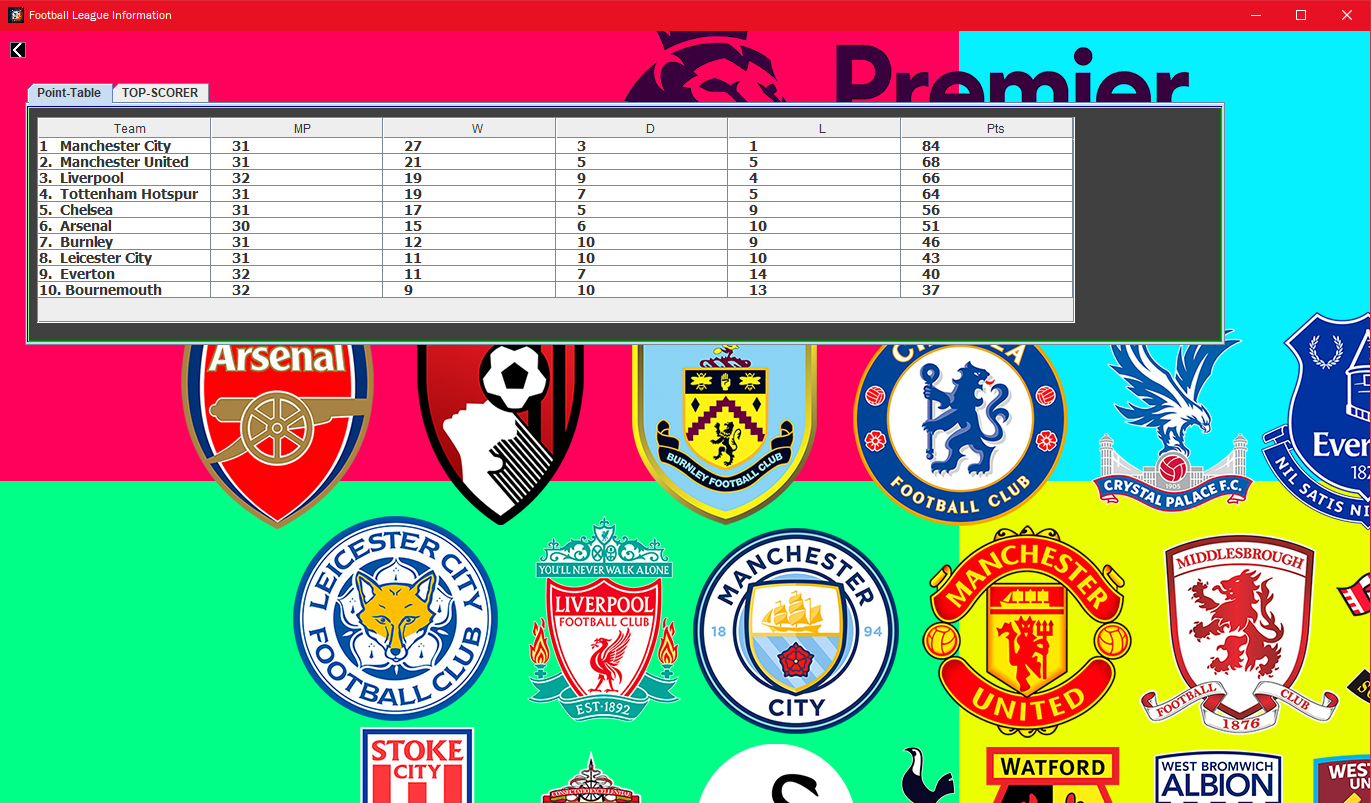 Football League Information
Premier
Point-Table TOP-SCORER
Team MP W D L Pts
1 Manchester City 31 27 3 1 84
2. Manchester United 31 21 5 5 68
3. Liverpool 32 19 9 4 66
4. Tottenham Hotspur 31 19 7 5 64
5. Chelsea 31 17 5 9 56
6. Arsenal 30 15 6 10 51
7. Burnley 31 12 10 9 46
8. Leicester City 31 11 10 10 43
9. Everton 32 11 7 14 40
10. Bournemouth 32 9 10 13 37
Arsenal
BURNLEY FOOTBALL CLUB
FOOTBALL CLUB
1905
CRYSTAL PALACE F.C.
NIL SATIS
LEICESTER CITY
FOOTBALL CLUB
YOU'LL NEVER WALK ALONE
LIVERPOOL
FOOTBALL CLUB
EST·1892
MANCHESTER
18 94
CITY
MANCHESTER
UNITED
MIDDLESBROUGH
FOOTBALL CLUB
1876
STOKE
CITY
WATFORD
WEST BROMWICH
ALBION